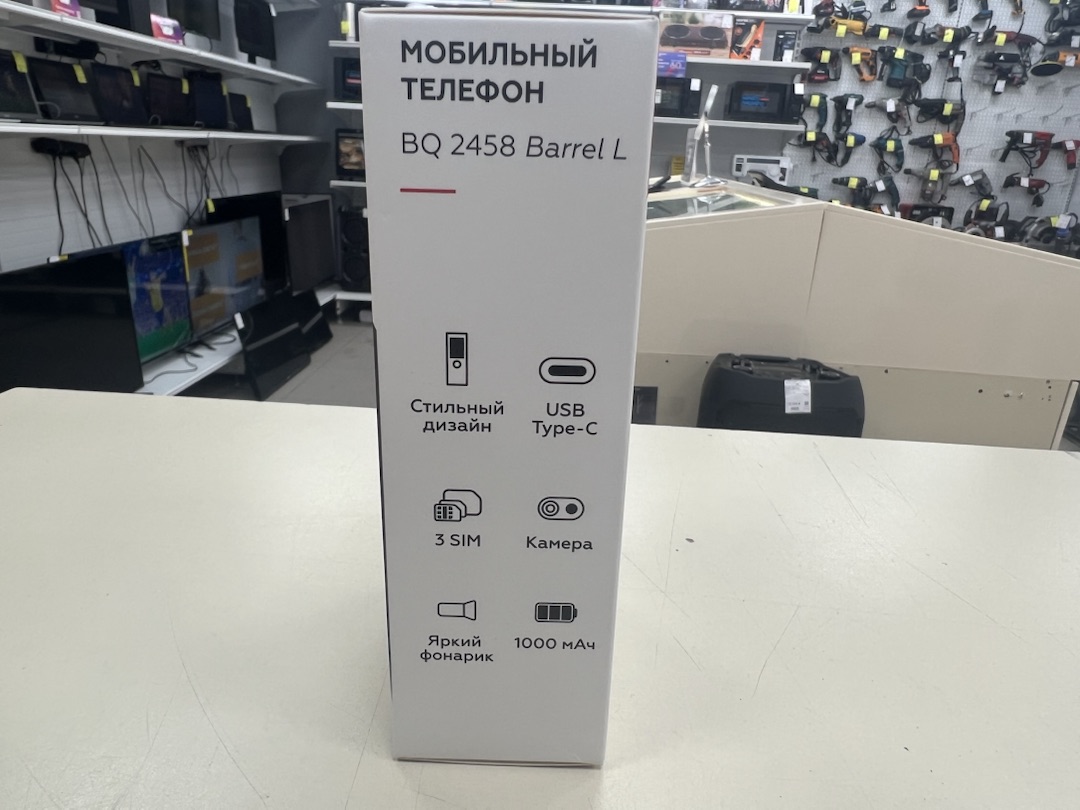 МОБИЛЬНЫЙ
ТЕЛЕФОН
BQ 2458 Barrel L
Стильный
дизайн
USB
Type-C
3 SIM
Камера
Яркий
фонарик
1000 мАч